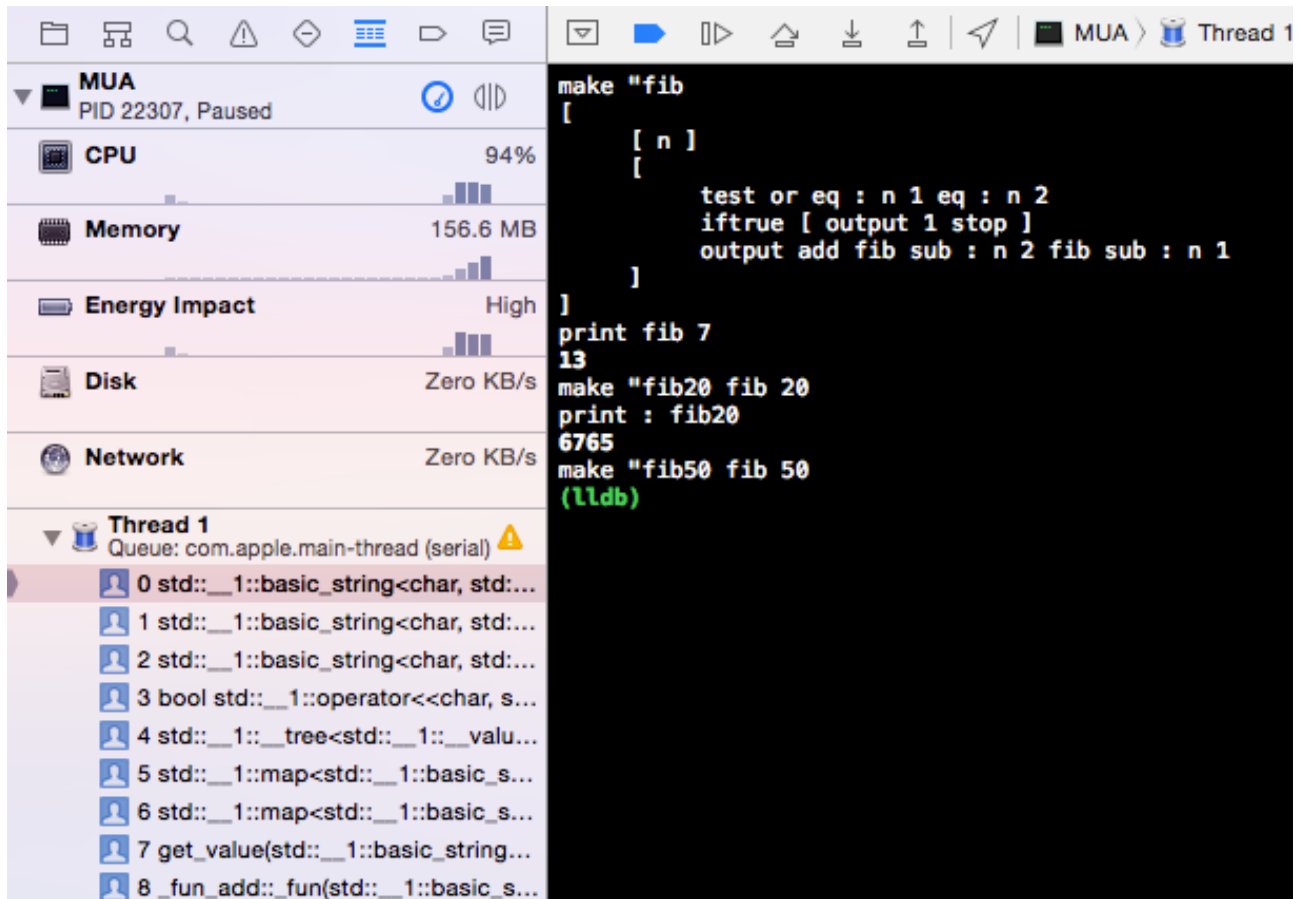 MUA
PID 22307, Paused
CPU 94%
Memory 156.6 MB
Energy Impact High
Disk Zero KB/s
Network Zero KB/s
Thread 1
Queue: com.apple.main-thread (serial)
0 std::__1::basic_string<char, std:...
1 std::__1::basic_string<char, std:...
2 std::__1::basic_string<char, std:...
3 bool std::__1::operator<<char, s...
4 std::__1::__tree<std::__1::__valu...
5 std::__1::map<std::__1::basic_s...
6 std::__1::map<std::__1::basic_s...
7 get_value(std::__1::basic_string...
8 _fun_add::_fun(std::__1::basic_s...
MUA 〉 Thread 1
make "fib
[
[ n ]
[
test or eq : n 1 eq : n 2
iftrue [ output 1 stop ]
output add fib sub : n 2 fib sub : n 1
]
]
print fib 7
13
make "fib20 fib 20
print : fib20
6765
make "fib50 fib 50
(lldb)